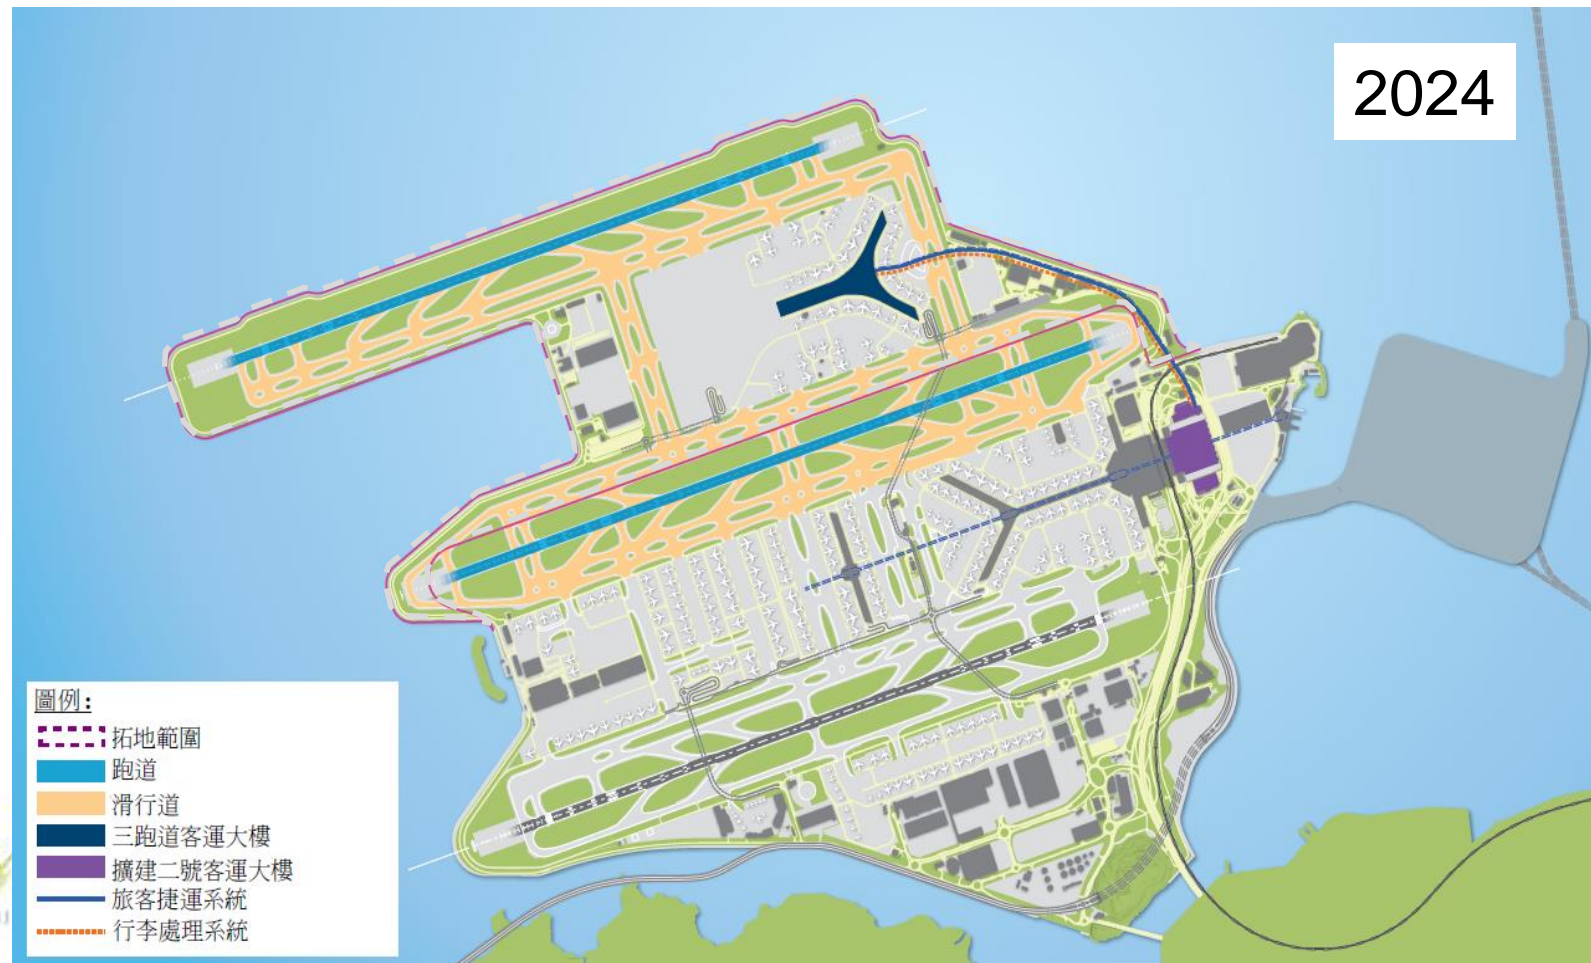 2024
圖例：
拓地範圍
跑道
滑行道
三跑道客運大樓
擴建二號客運大樓
旅客捷運系統
行李處理系統